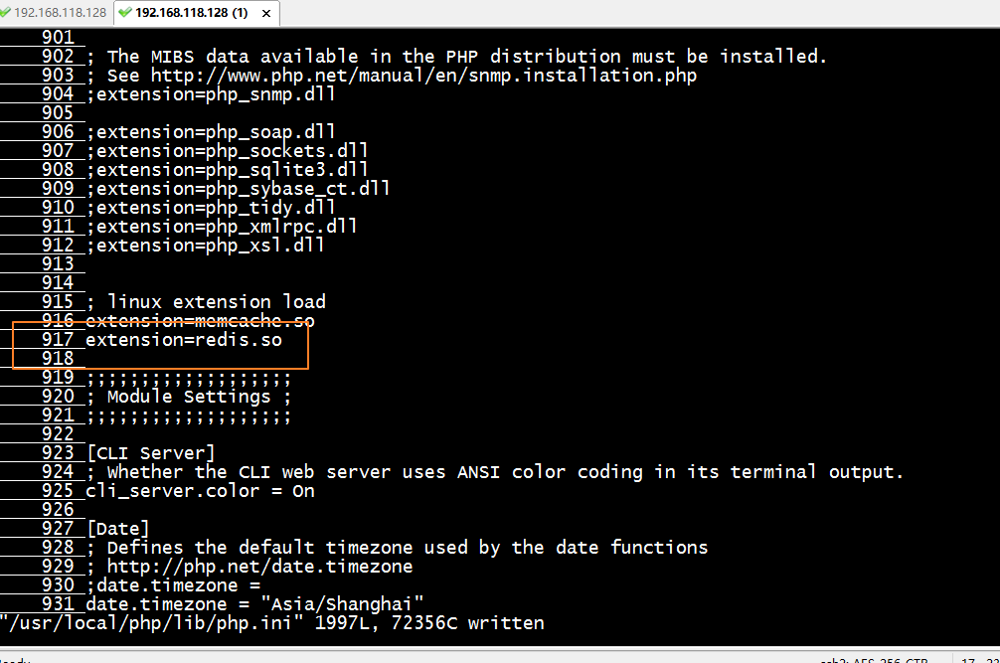 192.168.118.128
192.168.118.128 (1) ×
901
902 ; The MIBS data available in the PHP distribution must be installed.
903 ; See http://www.php.net/manual/en/snmp.installation.php
904 ;extension=php_snmp.dll
905
906 ;extension=php_soap.dll
907 ;extension=php_sockets.dll
908 ;extension=php_sqlite3.dll
909 ;extension=php_sybase_ct.dll
910 ;extension=php_tidy.dll
911 ;extension=php_xmlrpc.dll
912 ;extension=php_xsl.dll
913
914
915 ; linux extension load
916 extension=memcache.so
917 extension=redis.so
918
919 ;;;;;;;;;;;;;;;;;;;
920 ; Module Settings ;
921 ;;;;;;;;;;;;;;;;;;;
922
923 [CLI Server]
924 ; Whether the CLI web server uses ANSI color coding in its terminal output.
925 cli_server.color = On
926
927 [Date]
928 ; Defines the default timezone used by the date functions
929 ; http://php.net/date.timezone
930 ;date.timezone =
931 date.timezone = "Asia/Shanghai"
"/usr/local/php/lib/php.ini" 1997L, 72356C written